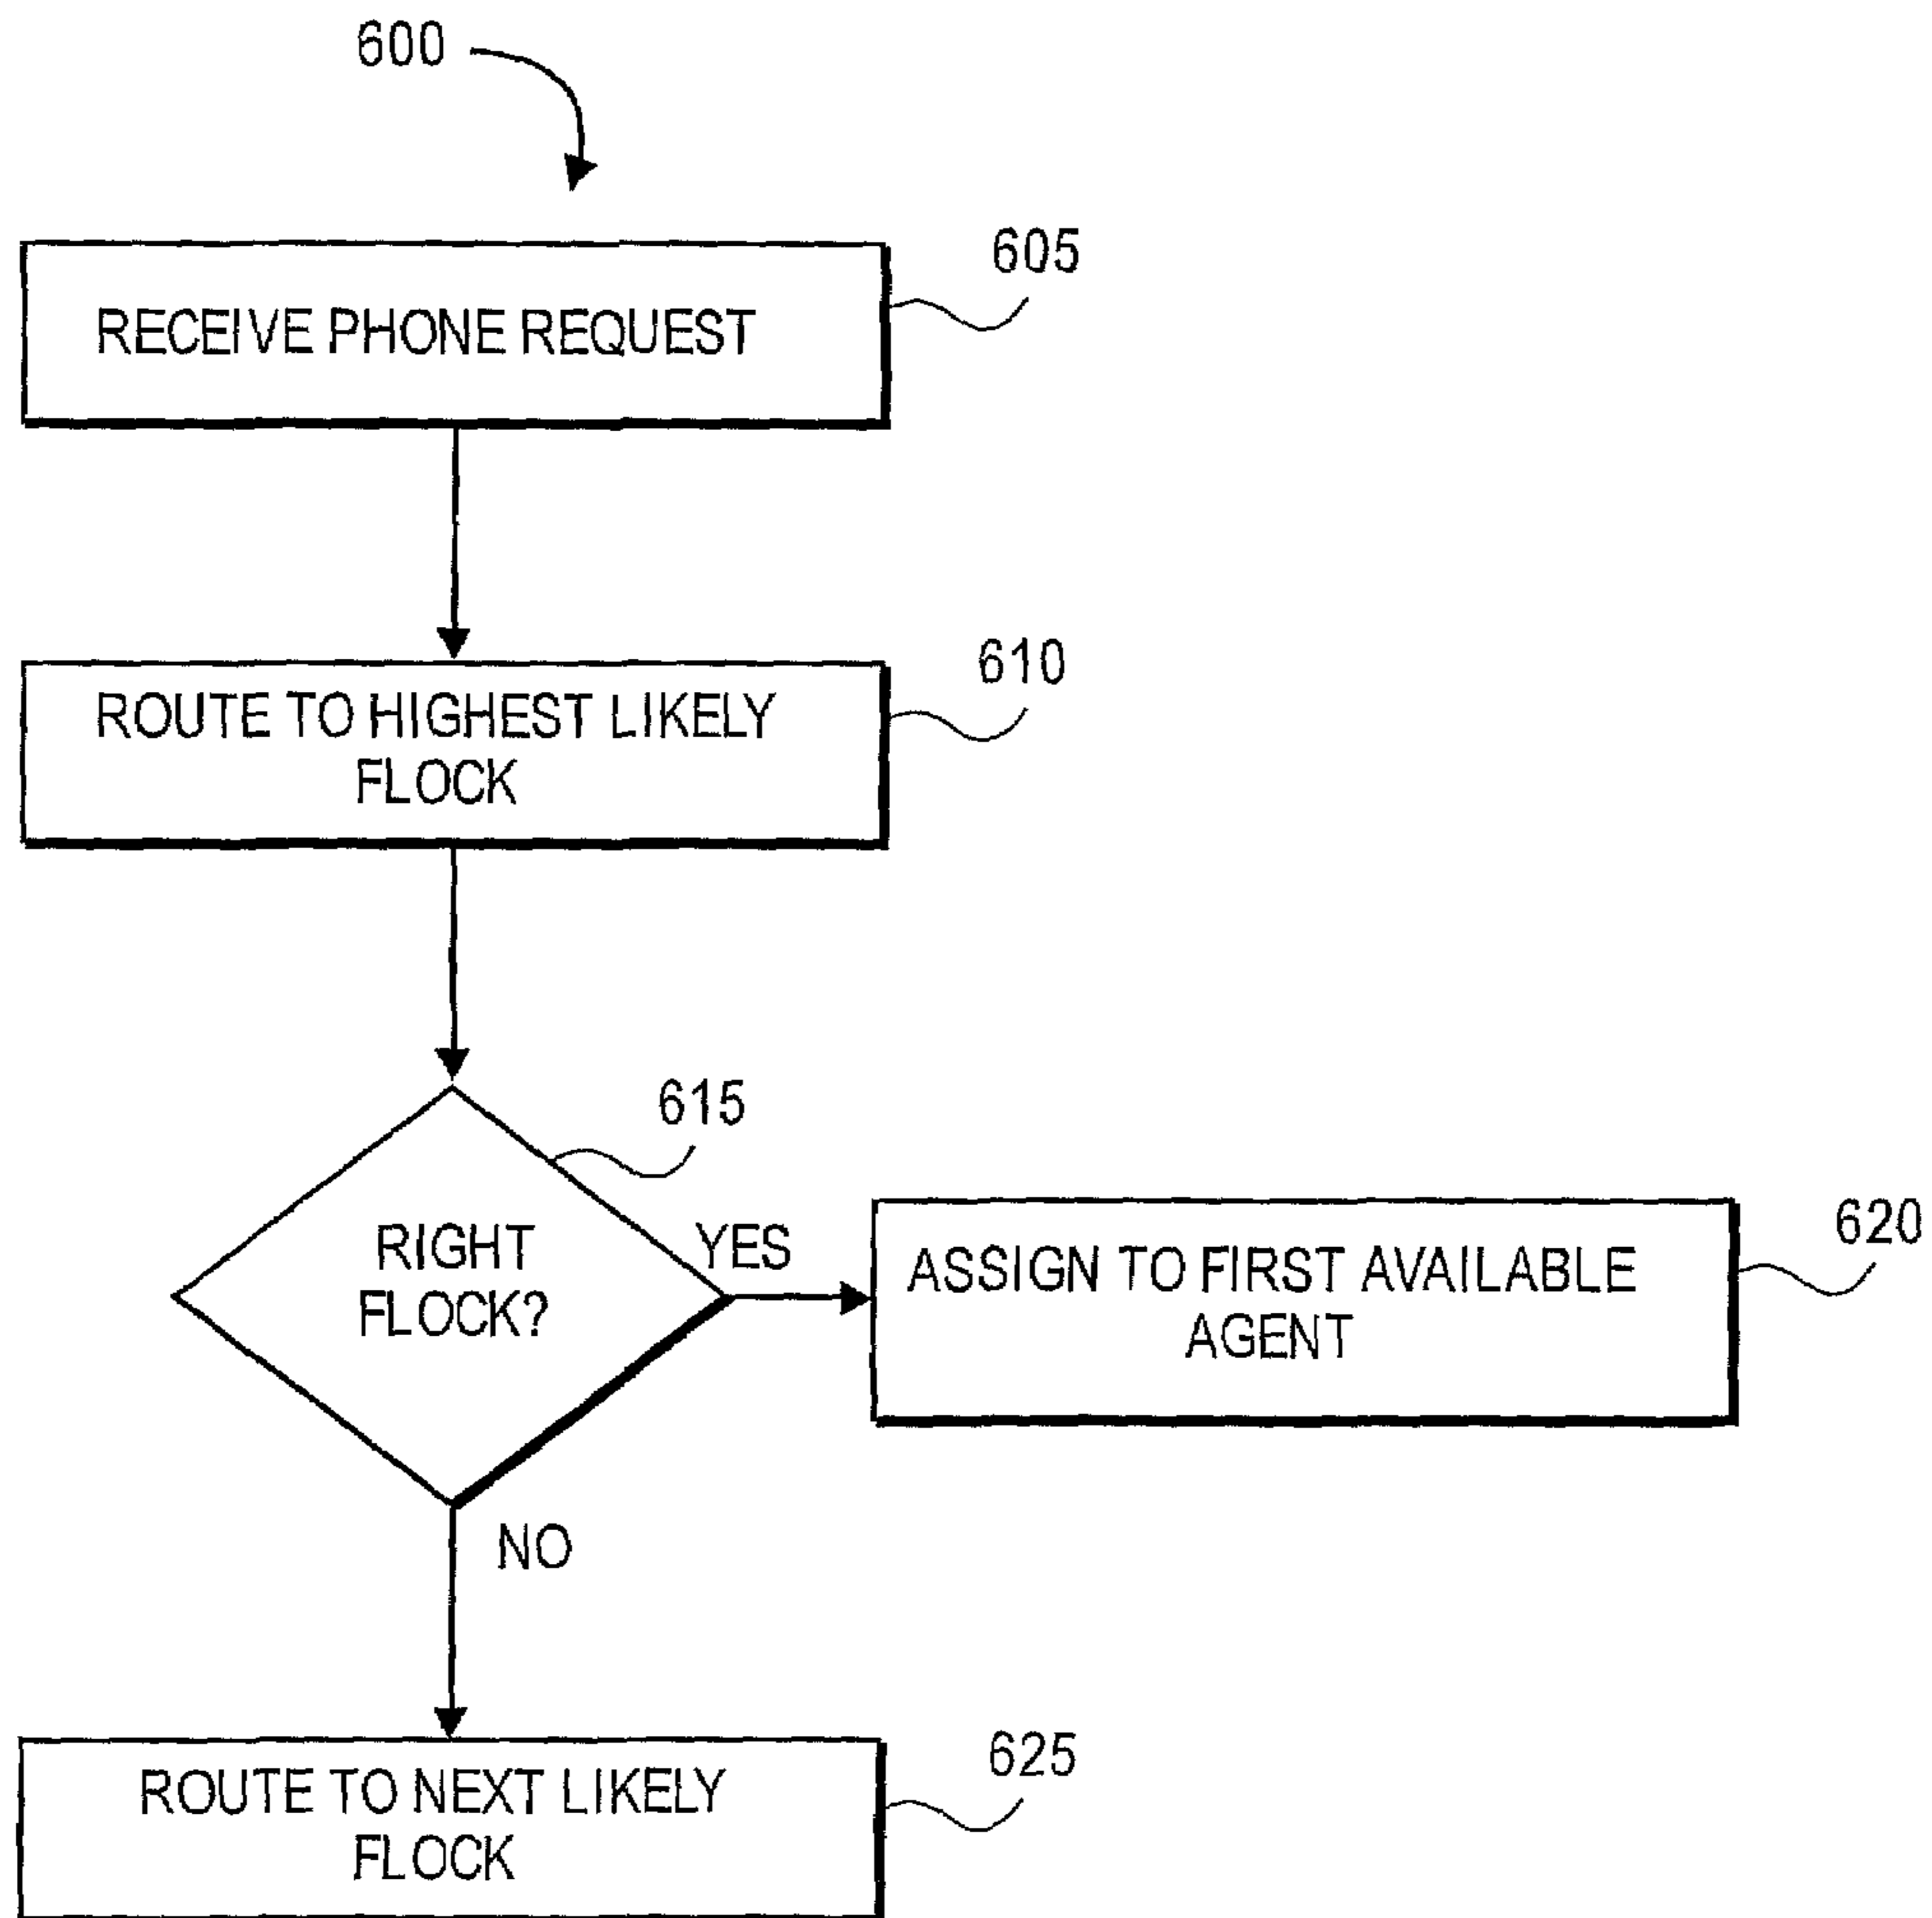 600
605
RECEIVE PHONE REQUEST
610
ROUTE TO HIGHEST LIKELY
FLOCK
615
RIGHT
FLOCK?
YES
620
ASSIGN TO FIRST AVAILABLE
AGENT
NO
625
ROUTE TO NEXT LIKELY
FLOCK